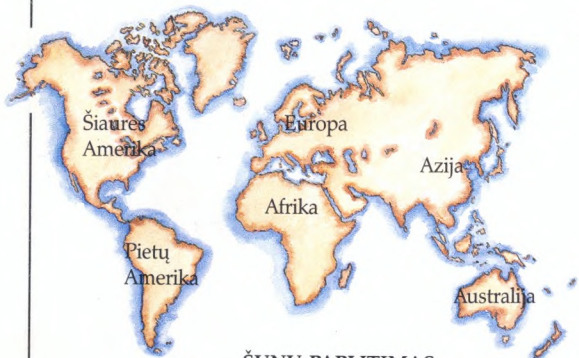 Šiaurės
Amerika
Europa
Azija
Afrika
Pietų
Amerika
Australija
ŠUNŲ PAPLITIMAS